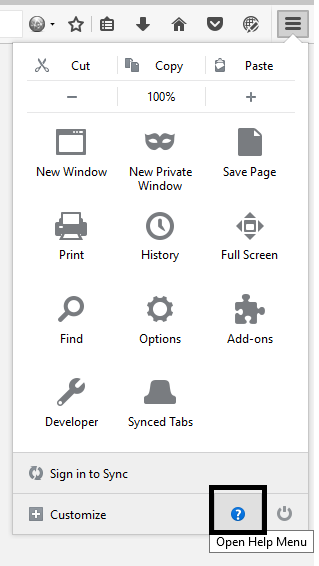 Cut Copy Paste
− 100% +
New Window New Private Window Save Page
Print History Full Screen
Find Options Add-ons
Developer Synced Tabs
Sign in to Sync
Customize ?
Open Help Menu